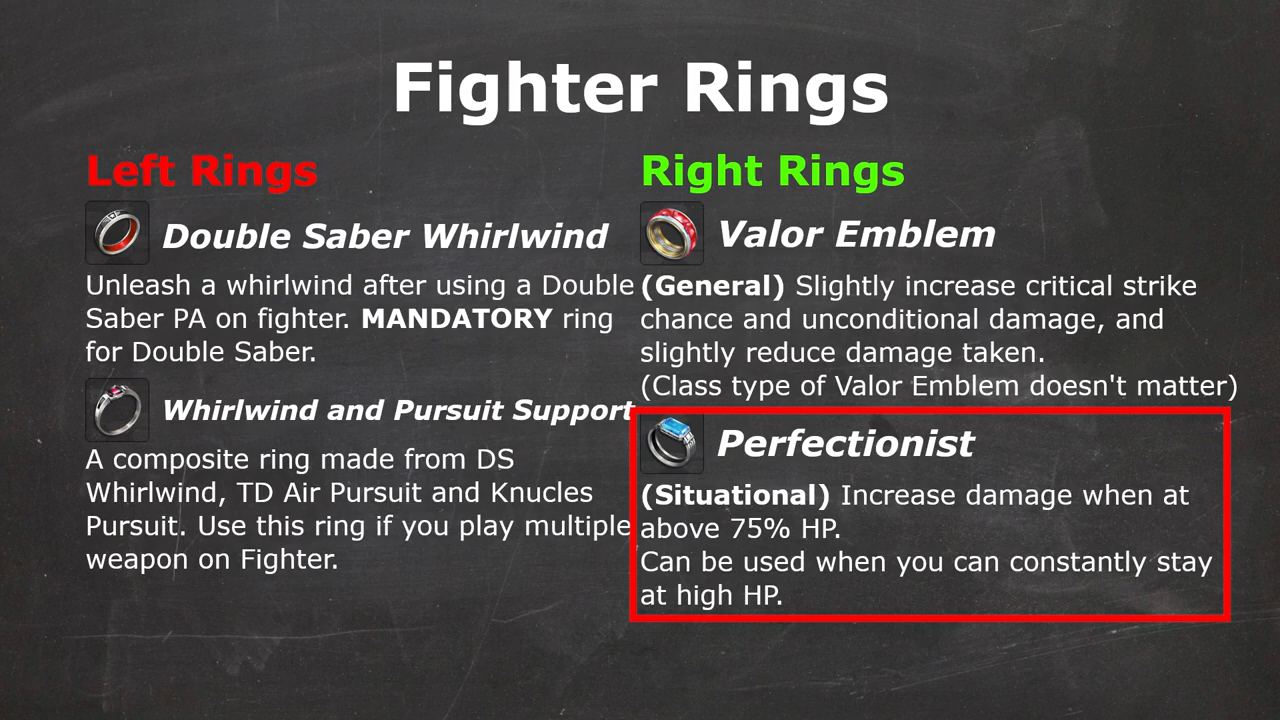 Fighter Rings
Left Rings
Double Saber Whirlwind
Unleash a whirlwind after using a Double
Saber PA on fighter. MANDATORY ring
for Double Saber.
Whirlwind and Pursuit Support
A composite ring made from DS
Whirlwind, TD Air Pursuit and Knucles
Pursuit. Use this ring if you play multiple
weapon on Fighter.
Right Rings
Valor Emblem
(General) Slightly increase critical strike
chance and unconditional damage, and
slightly reduce damage taken.
(Class type of Valor Emblem doesn't matter)
Perfectionist
(Situational) Increase damage when at
above 75% HP.
Can be used when you can constantly stay
at high HP.